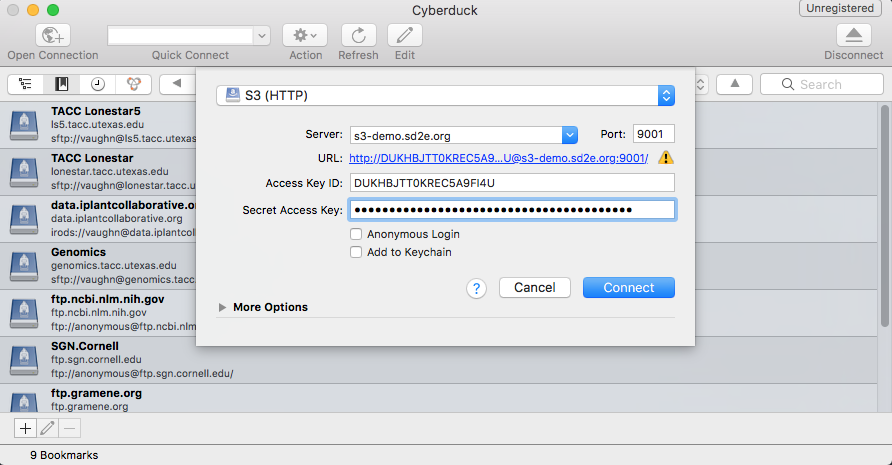 Cyberduck
Unregistered
Open Connection
Quick Connect
Action
Refresh
Edit
Disconnect
Search
S3 (HTTP)
Server: s3-demo.sd2e.org Port: 9001
URL: http://DUKHBJTT0KREC5A9...U@s3-demo.sd2e.org:9001/
Access Key ID: DUKHBJTT0KREC5A9FI4U
Secret Access Key: ••••••••••••••••••••••••••••••••••••••••
Anonymous Login
Add to Keychain
? Cancel Connect
More Options
TACC Lonestar5
ls5.tacc.utexas.edu
sftp://vaughn@ls5.tacc.utexas
TACC Lonestar
lonestar.tacc.utexas.edu
sftp://vaughn@lonestar.tacc.u
data.iplantcollaborative.o
data.iplantcollaborative.org
irods://vaughn@data.iplantcol
Genomics
genomics.tacc.utexas.edu
sftp://vaughn@genomics.tacc.
ftp.ncbi.nlm.nih.gov
ftp.ncbi.nlm.nih.gov
ftp://anonymous@ftp.ncbi.nlm
SGN.Cornell
ftp.sgn.cornell.edu
ftp://anonymous@ftp.sgn.cornell.edu/
ftp.gramene.org
ftp.gramene.org
9 Bookmarks